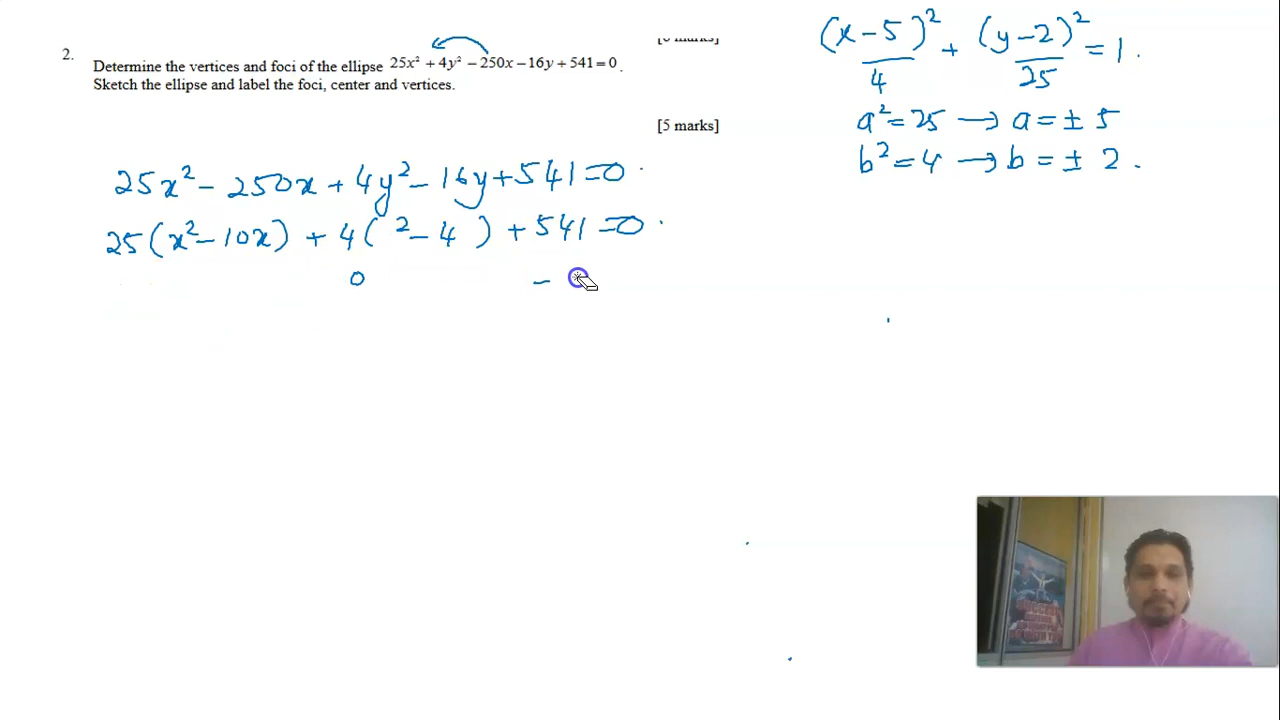 2.
Determine the vertices and foci of the ellipse 25x² + 4y² − 250x − 16y + 541 = 0.
Sketch the ellipse and label the foci, center and vertices.
[5 marks]
25x² − 250x + 4y² − 16y + 541 = 0.
25(x² − 10x) + 4( ² − 4 ) + 541 = 0.
0 −
(x − 5)²/4 + (y − 2)²/25 = 1.
a² = 25 → a = ± 5
b² = 4 → b = ± 2.